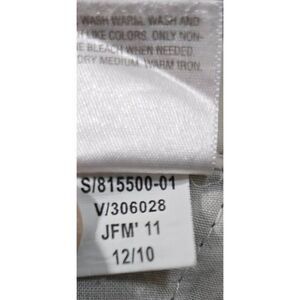 WASH WARM. WASH AND
LIKE COLORS. ONLY NON-
BLEACH WHEN NEEDED.
DRY MEDIUM. WARM IRON.
S/815500-01
V/306028
JFM' 11
12/10